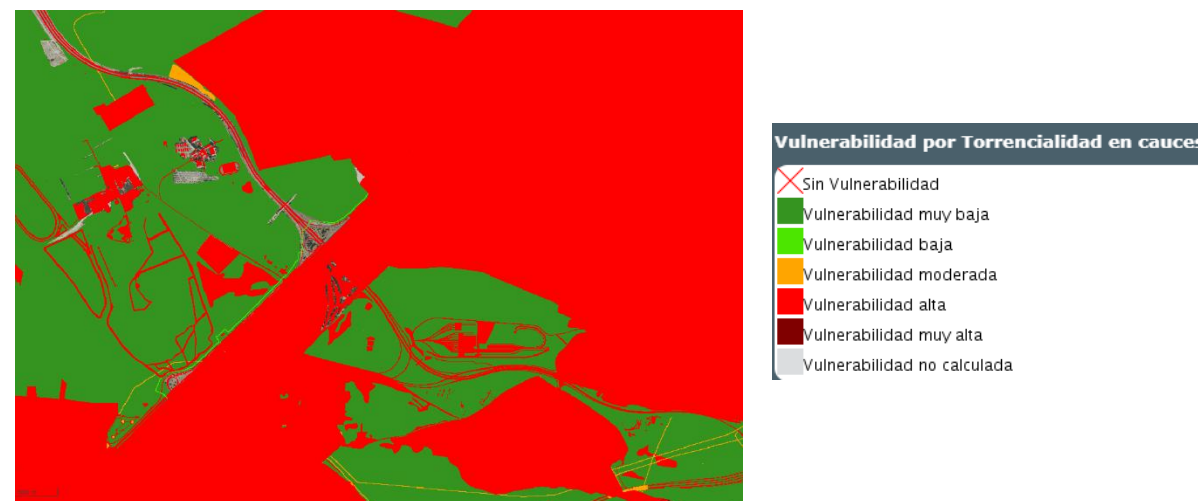 Vulnerabilidad por Torrencialidad en cauces
Sin Vulnerabilidad
Vulnerabilidad muy baja
Vulnerabilidad baja
Vulnerabilidad moderada
Vulnerabilidad alta
Vulnerabilidad muy alta
Vulnerabilidad no calculada